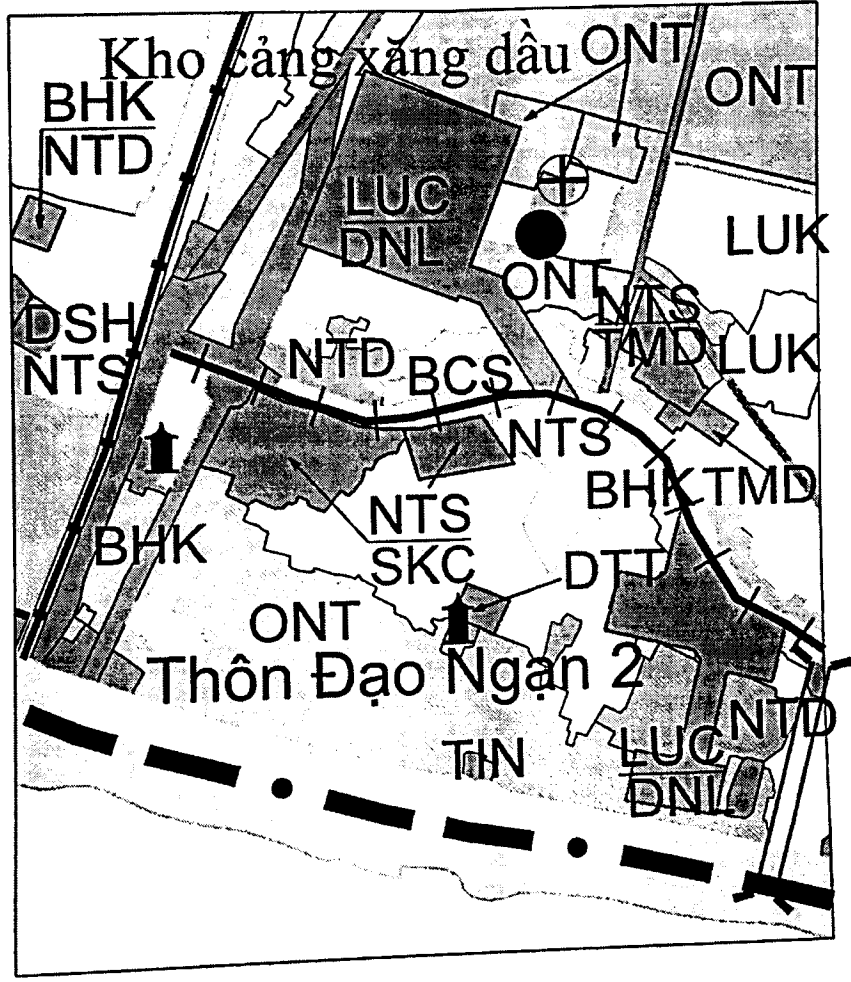 Kho cảng xăng dầu
ONT
ONT
BHK
NTD
LUC
DNL
LUK
ONT
NTS
TMD
LUK
DSH
NTS
NTD
BCS
NTS
BHK
TMD
NTS
SKC
BHK
DTT
ONT
Thôn Đạo Ngạn 2
NTD
TIN
LUC
DNL